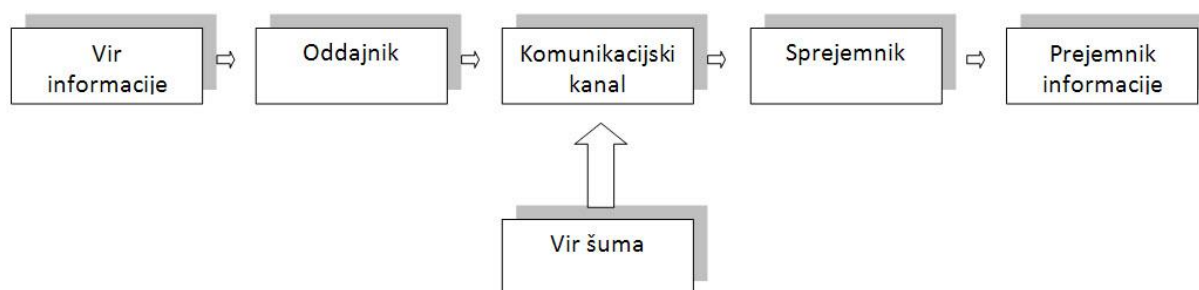 Vir
informacije
Oddajnik
Komunikacijski
kanal
Sprejemnik
Prejemnik
informacije
Vir šuma